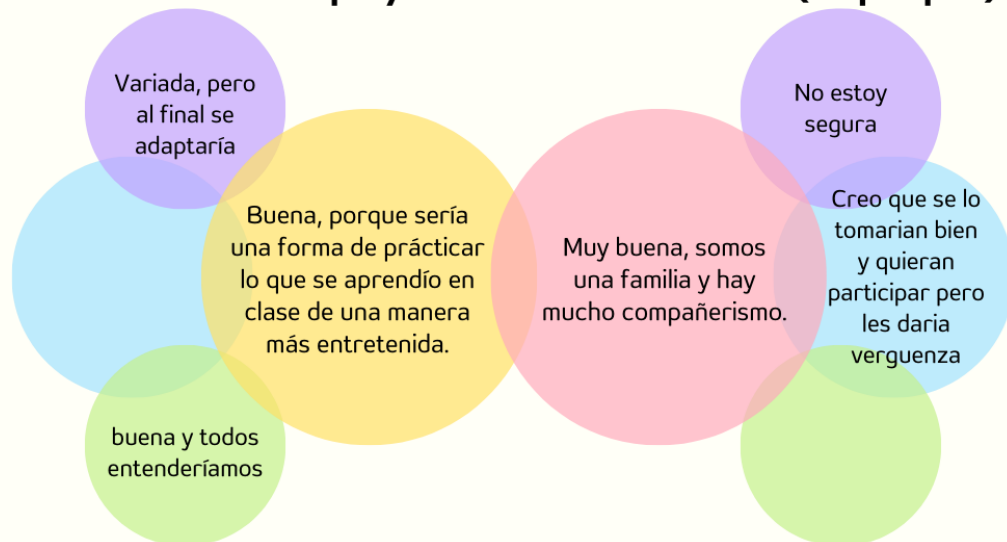 Variada, pero
al final se
adaptaría
Buena, porque sería
una forma de prácticar
lo que se aprendío en
clase de una manera
más entretenida.
buena y todos
entenderíamos
Muy buena, somos
una familia y hay
mucho compañerismo.
No estoy
segura
Creo que se lo
tomarian bien
y quieran
participar pero
les daria
verguenza